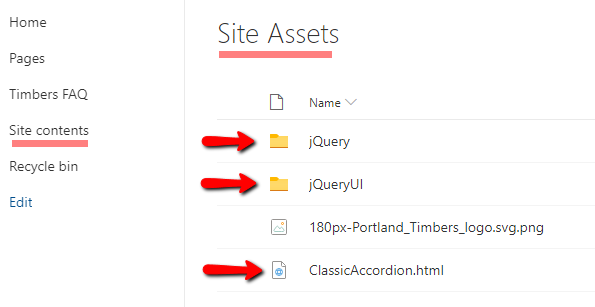 Home
Pages
Timbers FAQ
Site contents
Recycle bin
Edit
Site Assets
Name
jQuery
jQueryUI
180px-Portland_Timbers_logo.svg.png
ClassicAccordion.html